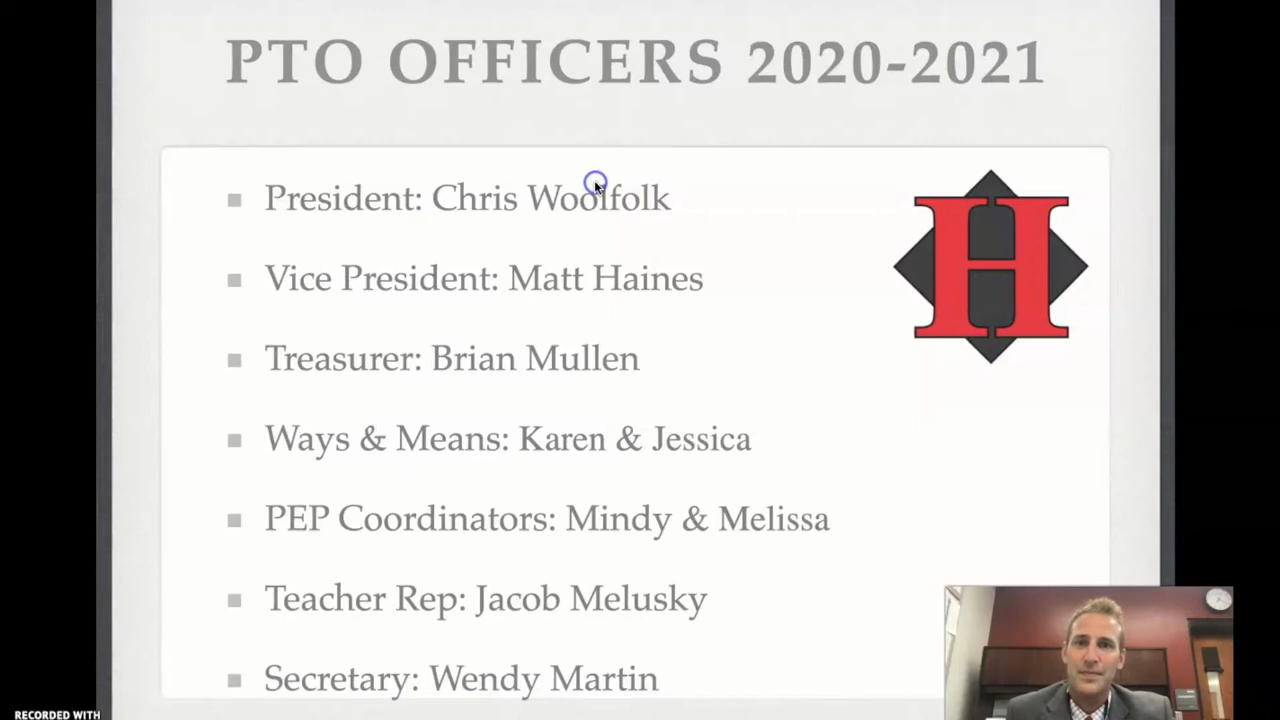 PTO OFFICERS 2020-2021
President: Chris Woolfolk
H
Vice President: Matt Haines
Treasurer: Brian Mullen
Ways & Means: Karen & Jessica
PEP Coordinators: Mindy & Melissa
Teacher Rep: Jacob Melusky
Secretary: Wendy Martin
RECORDED WITH